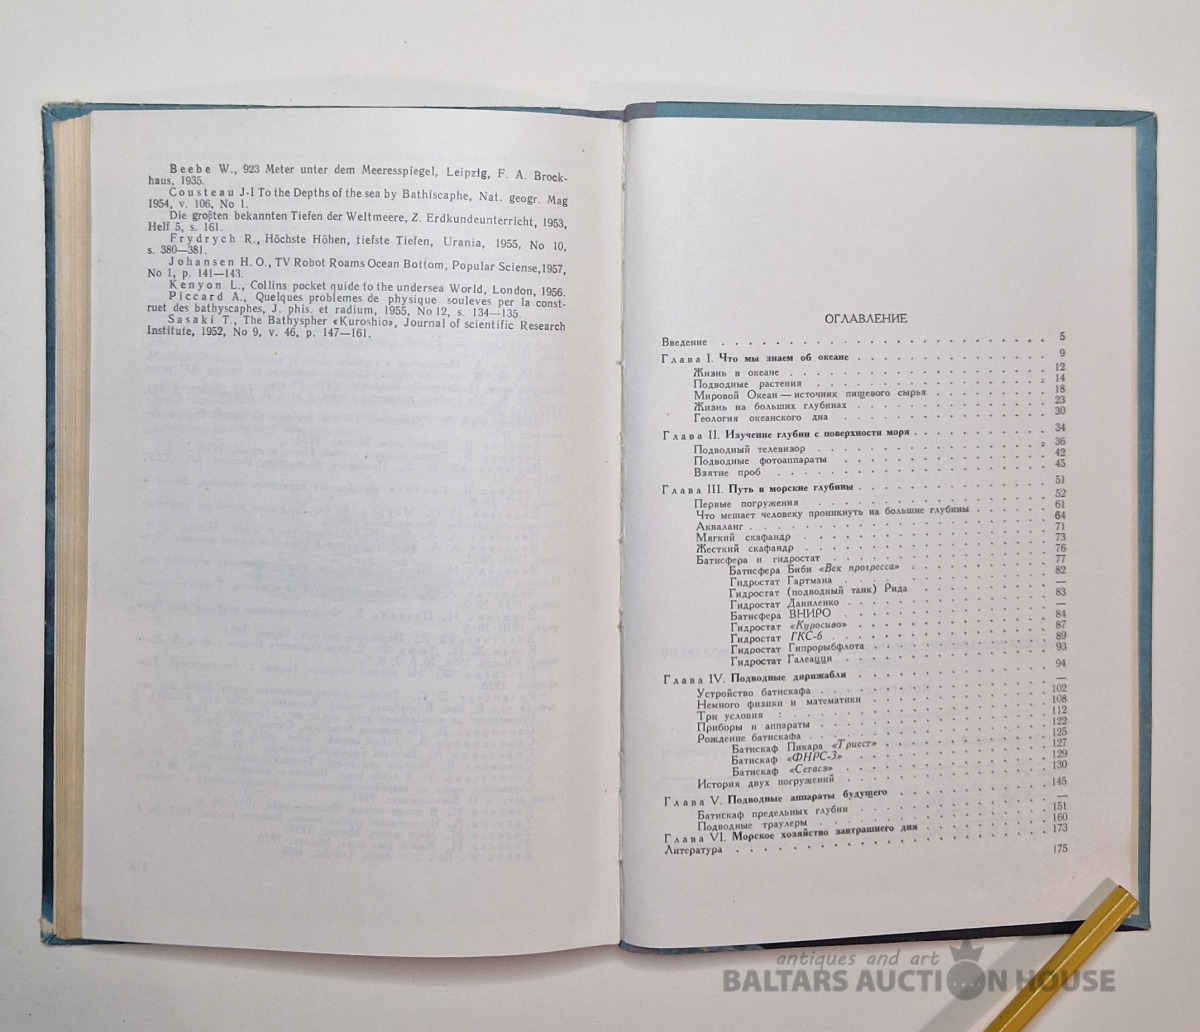 Beebe W., 923 Meter unter dem Meeresspiegel, Leipzig, F. A. Brock-
haus, 1935.
Cousteau J-I To the Depths of the sea by Bathiscaphe, Nat. geogr. Mag
1954, v. 106, No 1.
Die größten bekannten Tiefen der Weltmeere, Z. Erdkundeunterricht, 1953,
Helf 5, s. 161.
Frydrych R., Höchste Höhen, tiefste Tiefen, Urania, 1955, No 10,
s. 380—381.
Johansen H. O., TV Robot Roams Ocean Bottom, Popular Sciense, 1957,
No 1, p. 141—143.
Kenyon L., Collins pocket quide to the undersea World, London, 1956.
Piccard A., Quelques problemes de physique souleves per la const-
ruet des bathyscaphes, J. phis. et radium, 1955, No 12, s. 134—135.
Sasaki T., The Bathyspher «Kuroshio», Journal of scientific Research
Institute, 1952, No 9, v. 46, p. 147—161.
ОГЛАВЛЕНИЕ
Введение 5
Глава I. Что мы знаем об океане 9
Жизнь в океане 12
Подводные растения 14
Мировой Океан — источник пищевого сырья 18
Жизнь на больших глубинах 23
Геология океанского дна 30
Глава II. Изучение глубин с поверхности моря 34
Подводный телевизор 36
Подводные фотоаппараты 42
Взятие проб 45
Глава III. Путь в морские глубины 51
Первые погружения 52
Что мешает человеку проникнуть на большие глубины 61
Акваланг 64
Мягкий скафандр 71
Жесткий скафандр 73
Батисфера и гидростат 76
Батисфера Биби «Век прогресса» 77
Гидростат Гартмана 82
Гидростат (подводный танк) Рида —
Гидростат Даниленко 83
Батисфера ВНИРО —
Гидростат «Куросиво» 84
Гидростат ГКС-6 87
Гидростат Гипрорыбфлота 89
Гидростат Галеацци 93
Глава IV. Подводные дирижабли 94
Устройство батискафа —
Немного физики и математики 102
Три условия 108
Приборы и аппараты 112
Рождение батискафа 122
Батискаф Пикара «Триест» 125
Батискаф «ФНРС-3» 127
Батискаф «Сегасэ» 129
История двух погружений 130
Глава V. Подводные аппараты будущего 145
Батискаф предельных глубин —
Подводные траулеры 151
Глава VI. Морское хозяйство завтрашнего дня 160
Литература 173
175
antiques and art
BALTARS AUCTION HOUSE